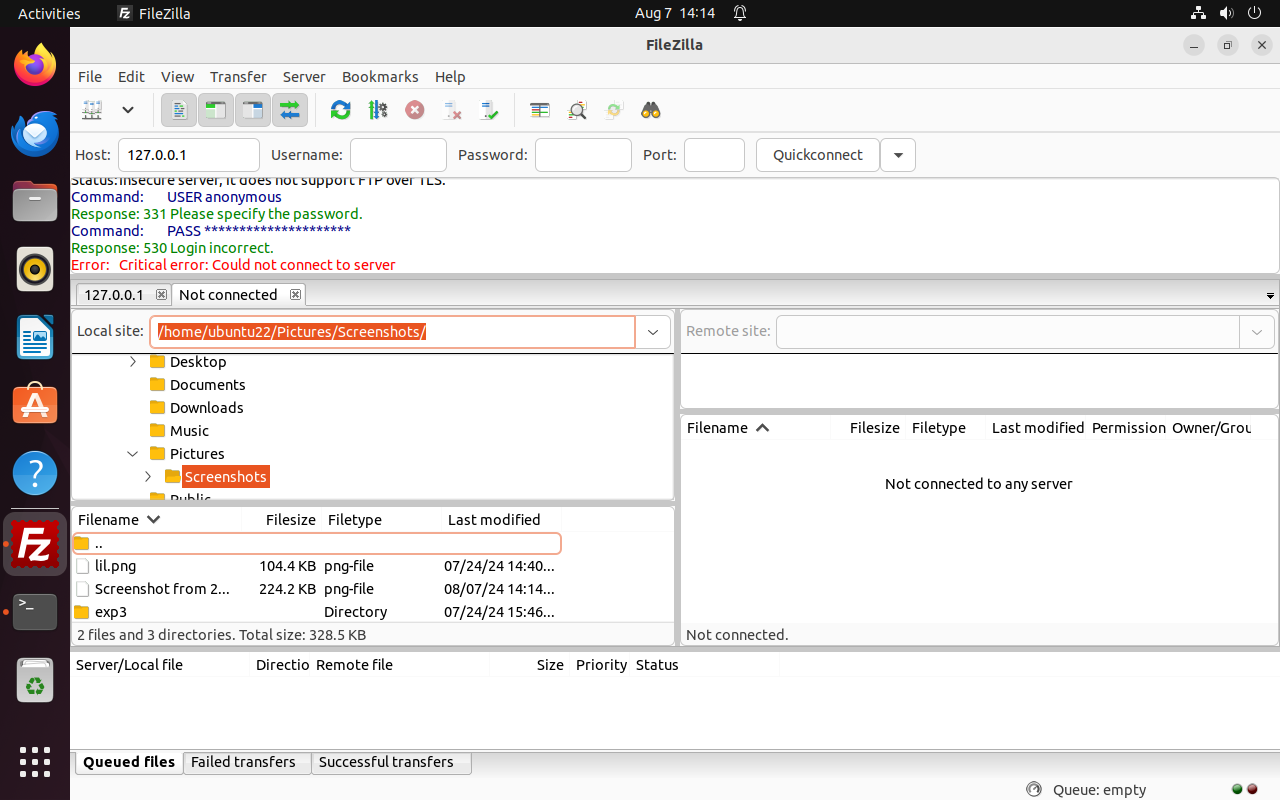 Activities
FileZilla
Aug 7 14:14
FileZilla
File Edit View Transfer Server Bookmarks Help
Host: 127.0.0.1 Username: Password: Port: Quickconnect
Status:Insecure server, it does not support FTP over TLS.
Command: USER anonymous
Response: 331 Please specify the password.
Command: PASS *********************
Response: 530 Login incorrect.
Error: Critical error: Could not connect to server
127.0.0.1 Not connected
Local site: /home/ubuntu22/Pictures/Screenshots/
Desktop
Documents
Downloads
Music
Pictures
Screenshots
Public
Filename Filesize Filetype Last modified
..
lil.png 104.4 KB png-file 07/24/24 14:40...
Screenshot from 2... 224.2 KB png-file 08/07/24 14:14...
exp3 Directory 07/24/24 15:46...
2 files and 3 directories. Total size: 328.5 KB
Remote site:
Filename Filesize Filetype Last modified Permission Owner/Grou
Not connected to any server
Not connected.
Server/Local file Directio Remote file Size Priority Status
Queued files Failed transfers Successful transfers
Queue: empty